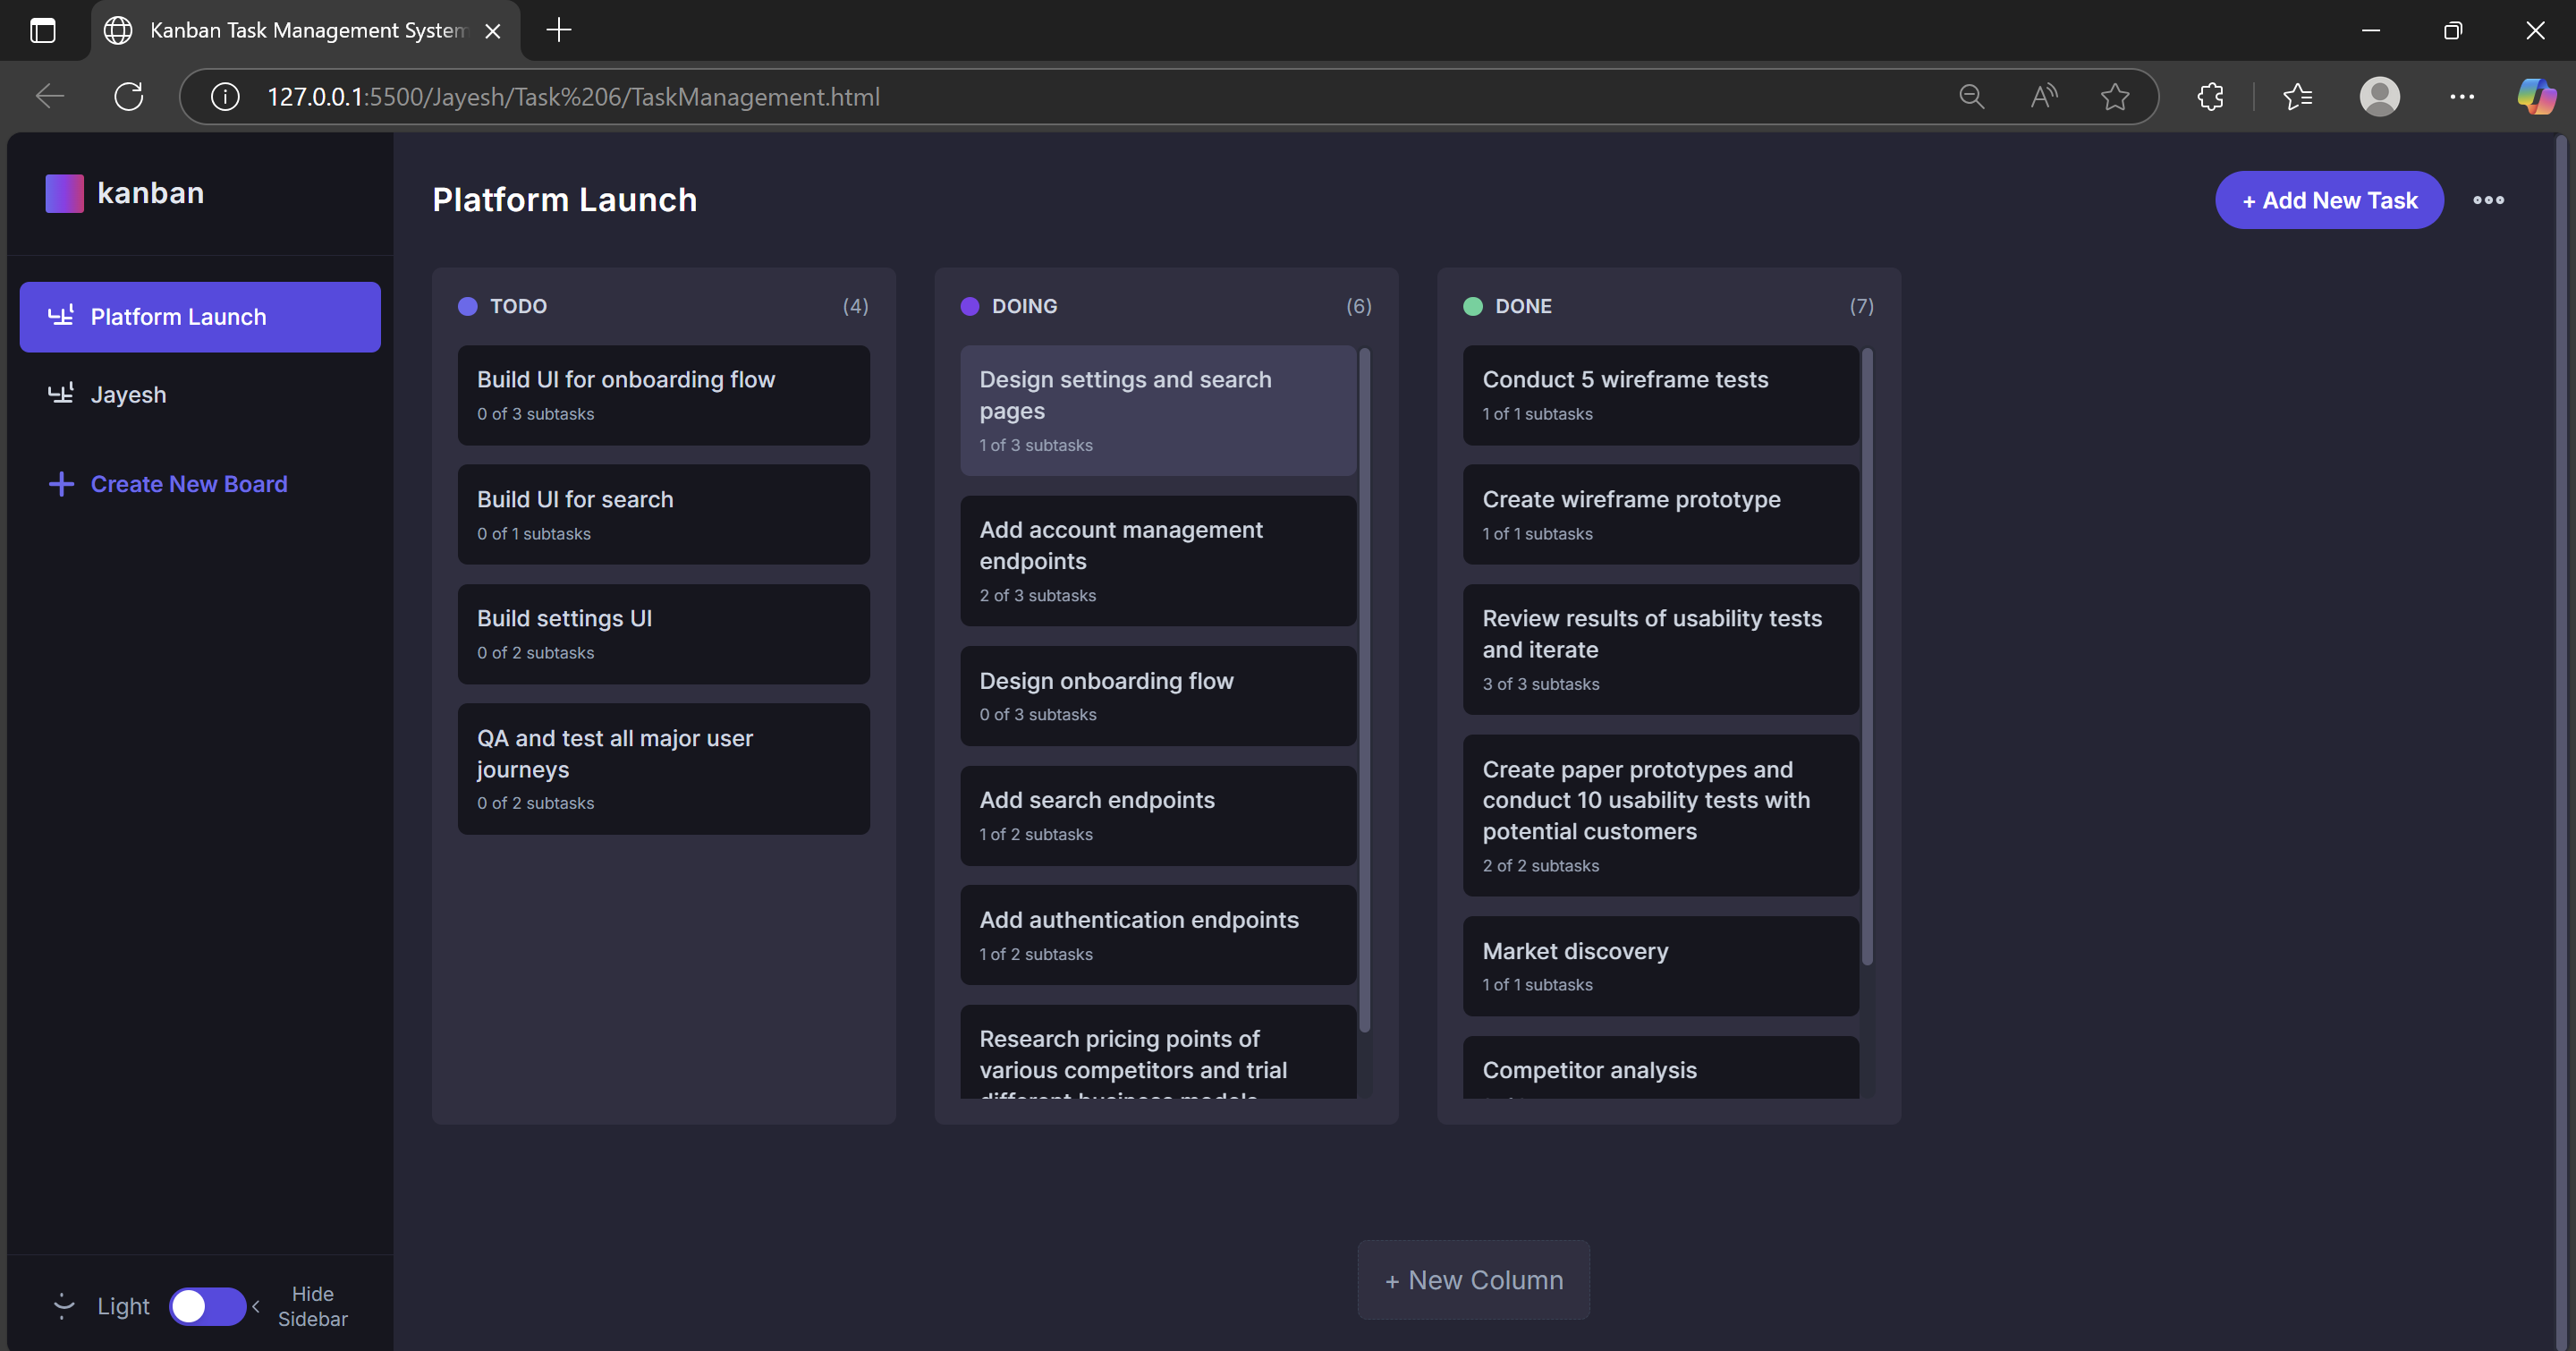 Kanban Task Management System
127.0.0.1:5500/Jayesh/Task%206/TaskManagement.html
kanban
Platform Launch
Jayesh
+ Create New Board
Light
Hide
Sidebar
Platform Launch
+ Add New Task
TODO (4)
Build UI for onboarding flow
0 of 3 subtasks
Build UI for search
0 of 1 subtasks
Build settings UI
0 of 2 subtasks
QA and test all major user
journeys
0 of 2 subtasks
DOING (6)
Design settings and search
pages
1 of 3 subtasks
Add account management
endpoints
2 of 3 subtasks
Design onboarding flow
0 of 3 subtasks
Add search endpoints
1 of 2 subtasks
Add authentication endpoints
1 of 2 subtasks
Research pricing points of
various competitors and trial
different business models
DONE (7)
Conduct 5 wireframe tests
1 of 1 subtasks
Create wireframe prototype
1 of 1 subtasks
Review results of usability tests
and iterate
3 of 3 subtasks
Create paper prototypes and
conduct 10 usability tests with
potential customers
2 of 2 subtasks
Market discovery
1 of 1 subtasks
Competitor analysis
+ New Column